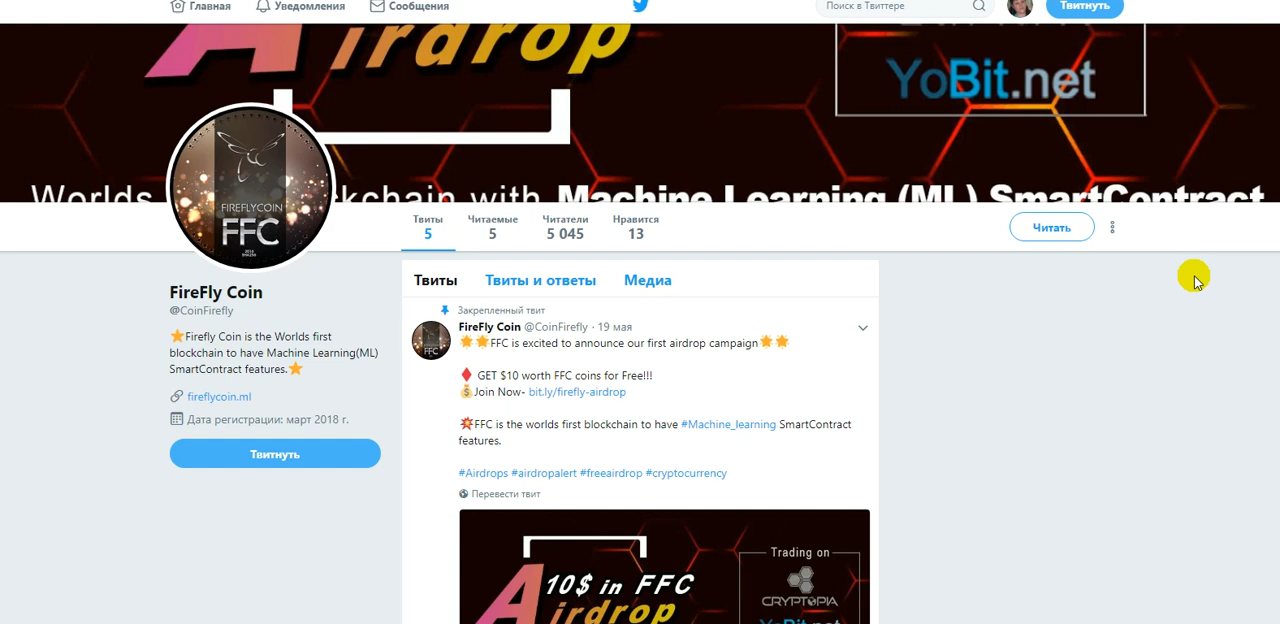 Главная Уведомления Сообщения Поиск в Твиттере Твитнуть
Airdrop
YoBit.net
Worlds kchain with Machine Learning (ML) SmartContract
FIREFLYCOIN
FFC
Твиты Читаемые Читатели Нравится
5 5 5 045 13
Читать
FireFly Coin
@CoinFirefly
Firefly Coin is the Worlds first
blockchain to have Machine Learning(ML)
SmartContract features.
fireflycoin.ml
Дата регистрации: март 2018 г.
Твитнуть
Твиты Твиты и ответы Медиа
Закрепленный твит
FireFly Coin @CoinFirefly · 19 мая
FFC is excited to announce our first airdrop campaign
GET $10 worth FFC coins for Free!!!
Join Now- bit.ly/firefly-airdrop
FFC is the worlds first blockchain to have #Machine_learning SmartContract
features.
#Airdrops #airdropalert #freeairdrop #cryptocurrency
Перевести твит
10$ in FFC
Airdrop
Trading on
CRYPTOPIA
YoBit.net